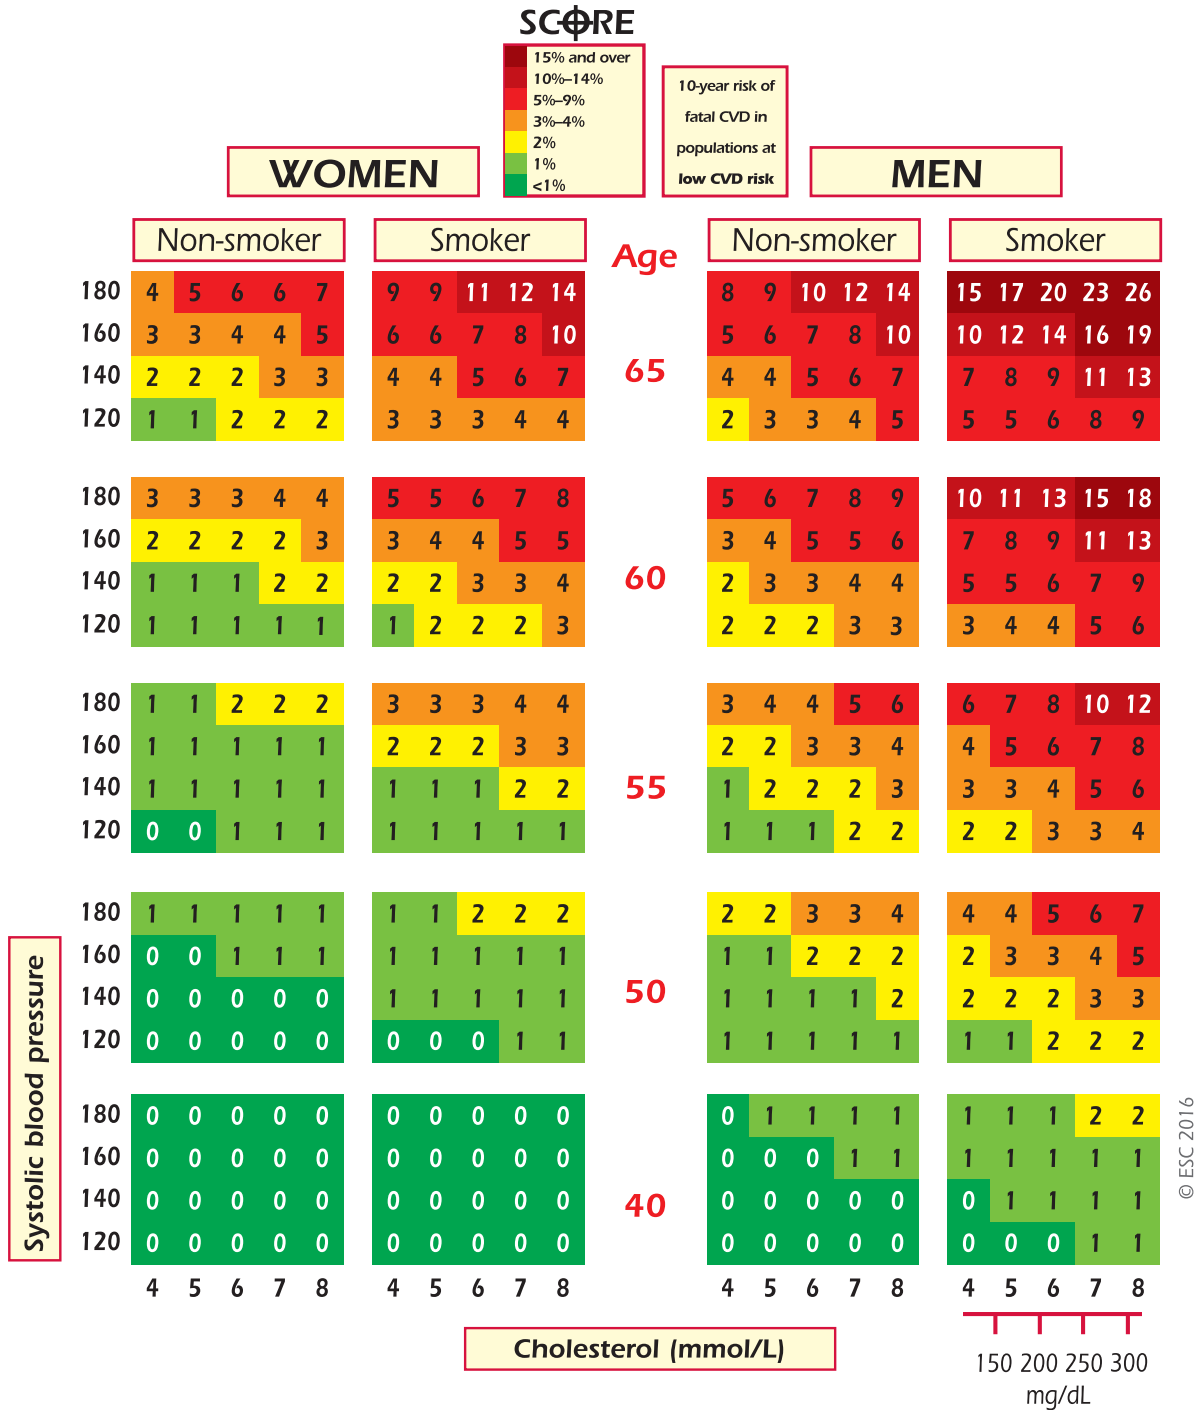 SCORE
15% and over
10%–14%
5%–9%
3%–4%
2%
1%
<1%
10-year risk of
fatal CVD in
populations at
low CVD risk
WOMEN
MEN
Non-smoker Smoker Age Non-smoker Smoker
180 4 5 6 6 7 9 9 11 12 14 8 9 10 12 14 15 17 20 23 26
160 3 3 4 4 5 6 6 7 8 10 5 6 7 8 10 10 12 14 16 19
65
140 2 2 2 3 3 4 4 5 6 7 4 4 5 6 7 7 8 9 11 13
120 1 1 2 2 2 3 3 3 4 4 2 3 3 4 5 5 5 6 8 9
180 3 3 3 4 4 5 5 6 7 8 5 6 7 8 9 10 11 13 15 18
160 2 2 2 2 3 3 4 4 5 5 3 4 5 5 6 7 8 9 11 13
60
140 1 1 1 2 2 2 2 3 3 4 2 3 3 4 4 5 5 6 7 9
120 1 1 1 1 1 1 2 2 2 3 2 2 2 3 3 3 4 4 5 6
180 1 1 2 2 2 3 3 3 4 4 3 4 4 5 6 6 7 8 10 12
160 1 1 1 1 1 2 2 2 3 3 2 2 3 3 4 4 5 6 7 8
55
140 1 1 1 1 1 1 1 1 2 2 1 2 2 2 3 3 3 4 5 6
120 0 0 1 1 1 1 1 1 1 1 1 1 1 2 2 2 2 3 3 4
180 1 1 1 1 1 1 1 2 2 2 2 2 3 3 4 4 4 5 6 7
160 0 0 1 1 1 1 1 1 1 1 1 1 2 2 2 2 3 3 4 5
50
140 0 0 0 0 0 1 1 1 1 1 1 1 1 1 2 2 2 2 3 3
120 0 0 0 0 0 0 0 0 1 1 1 1 1 1 1 1 1 2 2 2
180 0 0 0 0 0 0 0 0 0 0 0 1 1 1 1 1 1 1 2 2
160 0 0 0 0 0 0 0 0 0 0 0 0 0 1 1 1 1 1 1 1
40
140 0 0 0 0 0 0 0 0 0 0 0 0 0 0 0 0 1 1 1 1
120 0 0 0 0 0 0 0 0 0 0 0 0 0 0 0 0 0 0 1 1
4 5 6 7 8 4 5 6 7 8 4 5 6 7 8 4 5 6 7 8
Systolic blood pressure
Cholesterol (mmol/L)
150 200 250 300
mg/dL
© ESC 2016